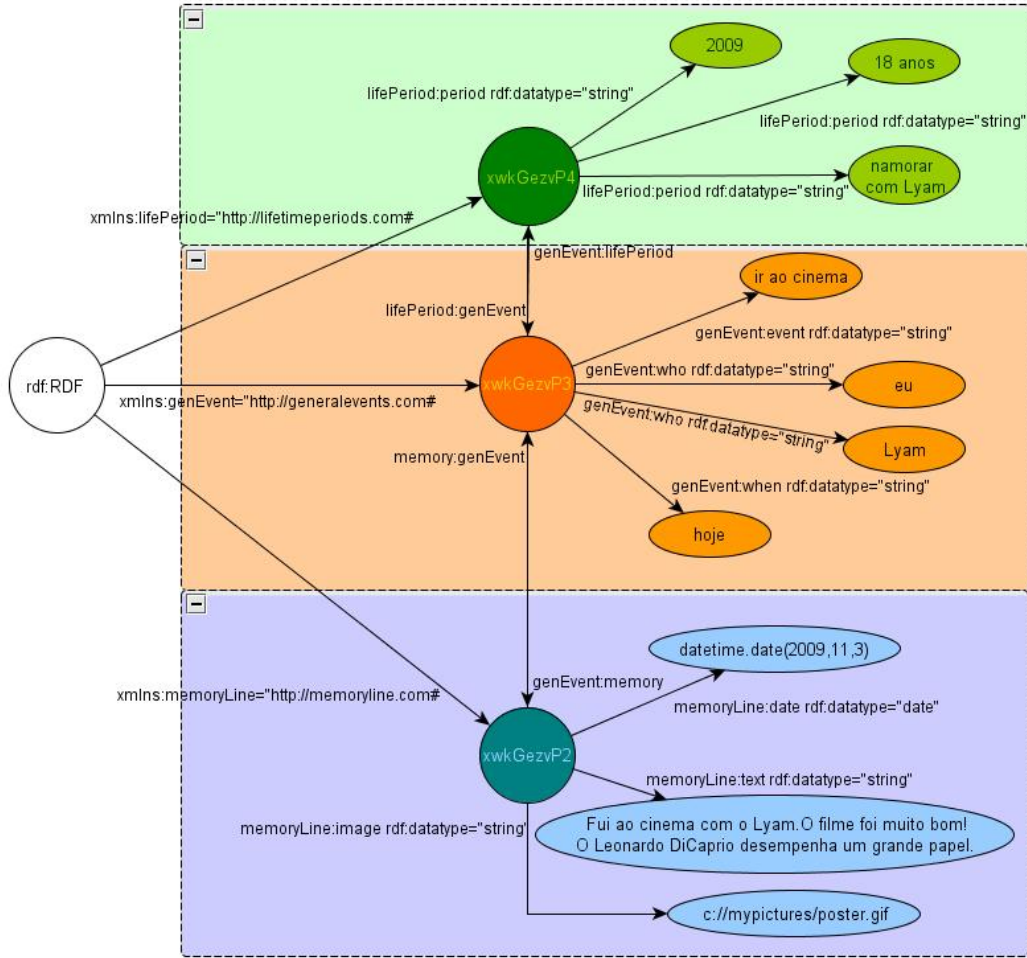 2009
18 anos
lifePeriod:period rdf:datatype="string"
lifePeriod:period rdf:datatype="string"
xwkGezvP4
namorar
com Lyam
lifePeriod:period rdf:datatype="string"
xmlns:lifePeriod="http://lifetimeperiods.com#
genEvent:lifePeriod
ir ao cinema
lifePeriod:genEvent
genEvent:event rdf:datatype="string"
rdf:RDF
xwkGezvP3
genEvent:who rdf:datatype="string"
eu
xmlns:genEvent="http://generalevents.com#
genEvent:who rdf:datatype="string"
Lyam
memory:genEvent
genEvent:when rdf:datatype="string"
hoje
datetime.date(2009,11,3)
genEvent:memory
xmlns:memoryLine="http://memoryline.com#
memoryLine:date rdf:datatype="date"
xwkGezvP2
memoryLine:text rdf:datatype="string"
memoryLine:image rdf:datatype="string"
Fui ao cinema com o Lyam.O filme foi muito bom!
O Leonardo DiCaprio desempenha um grande papel.
c://mypictures/poster.gif